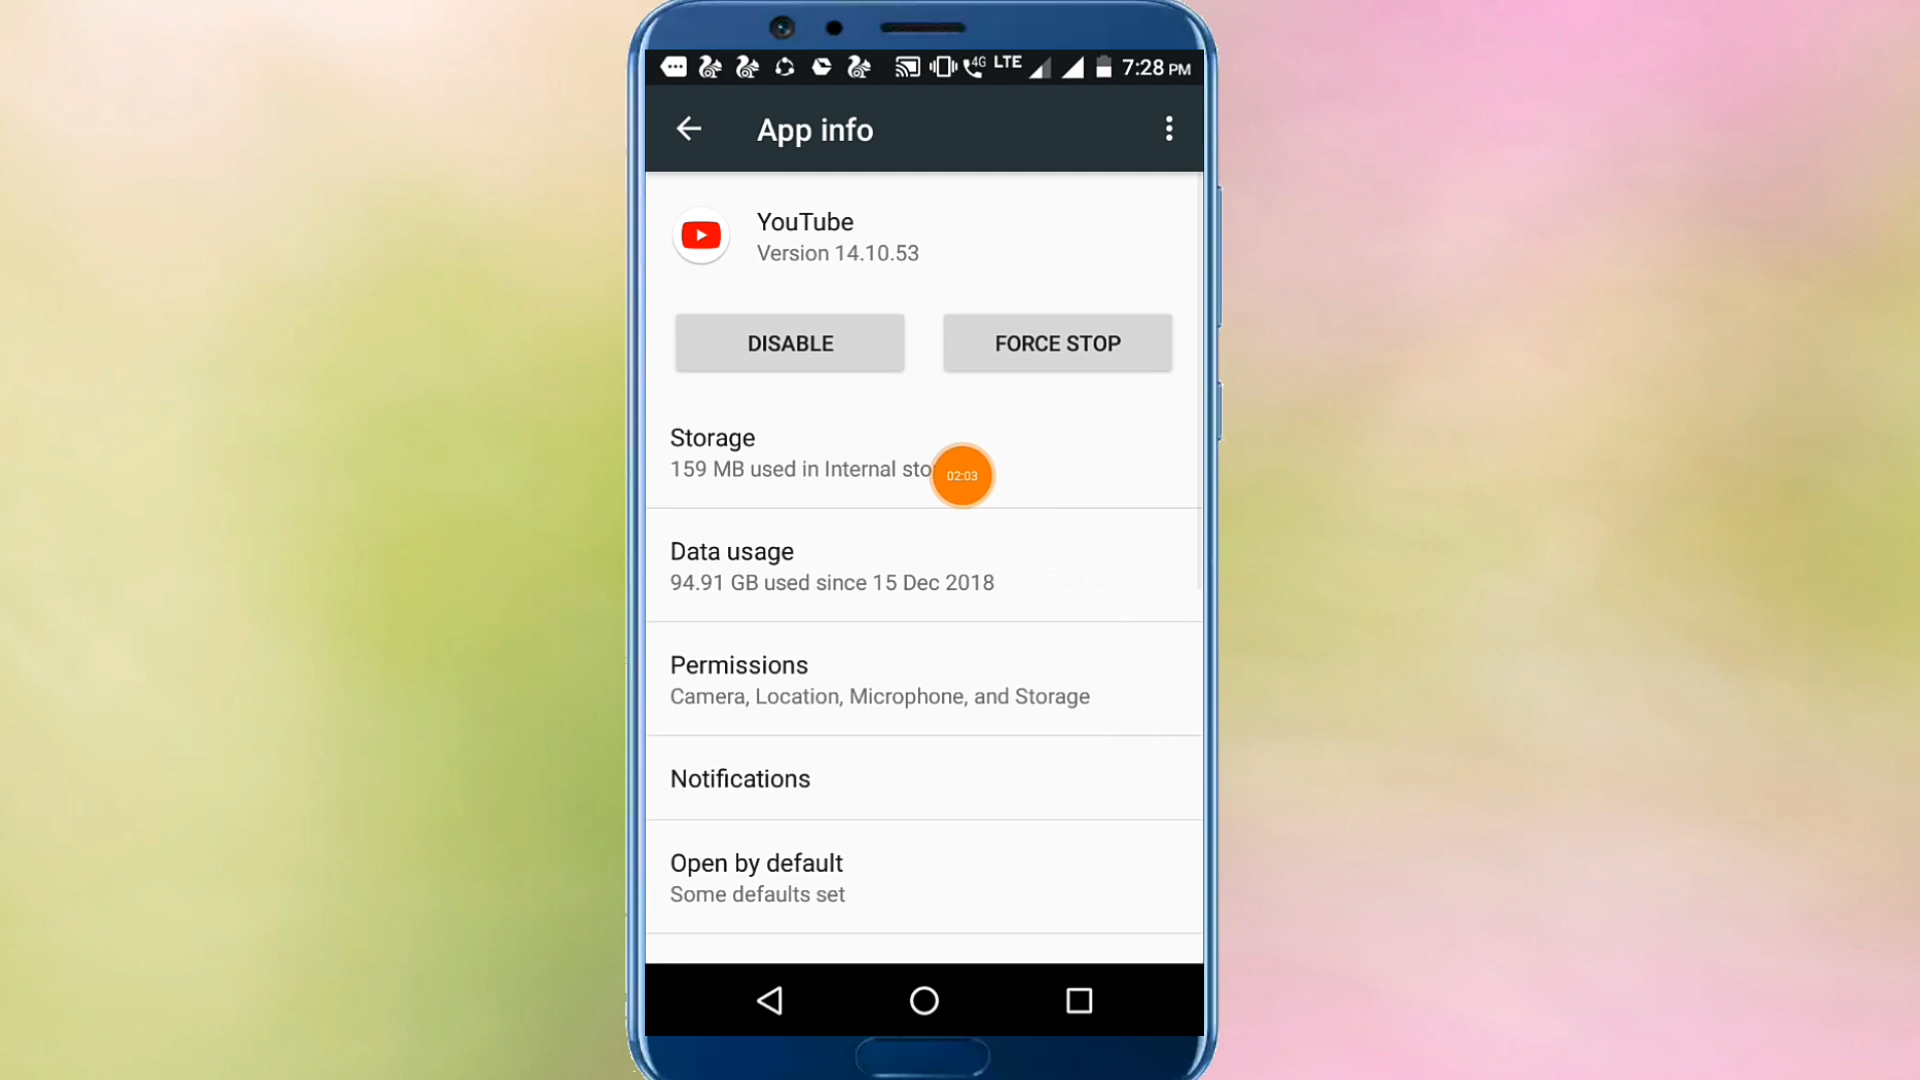 4G LTE 7:28 PM
App info
YouTube
Version 14.10.53
DISABLE
FORCE STOP
Storage
159 MB used in Internal sto
02:03
Data usage
94.91 GB used since 15 Dec 2018
Permissions
Camera, Location, Microphone, and Storage
Notifications
Open by default
Some defaults set